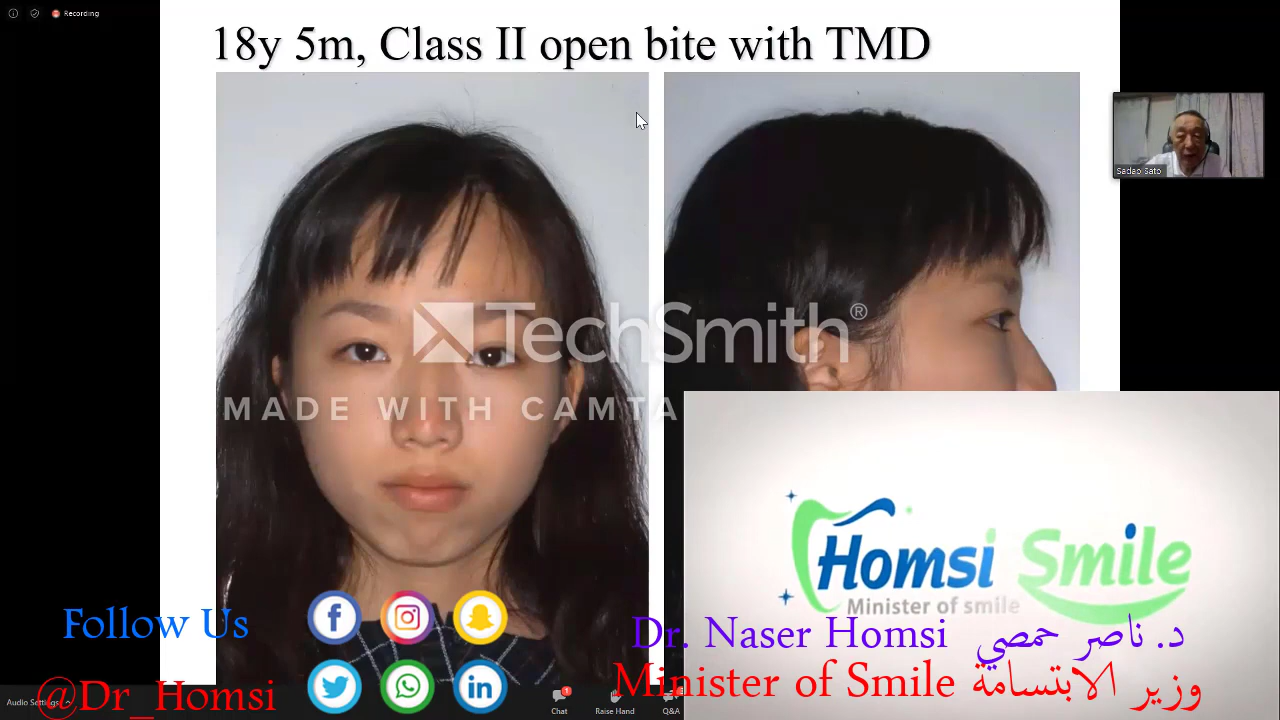 Recording
18y 5m, Class II open bite with TMD
Sadao Sato
TechSmith®
MADE WITH CAMTA
Homsi Smile
Minister of smile
Follow Us
Dr. Naser Homsi د. ناصر حمصي
Minister of Smile وزير الابتسامة
@Dr_Homsi
Audio Settings
Chat
1
Raise Hand
Q&A